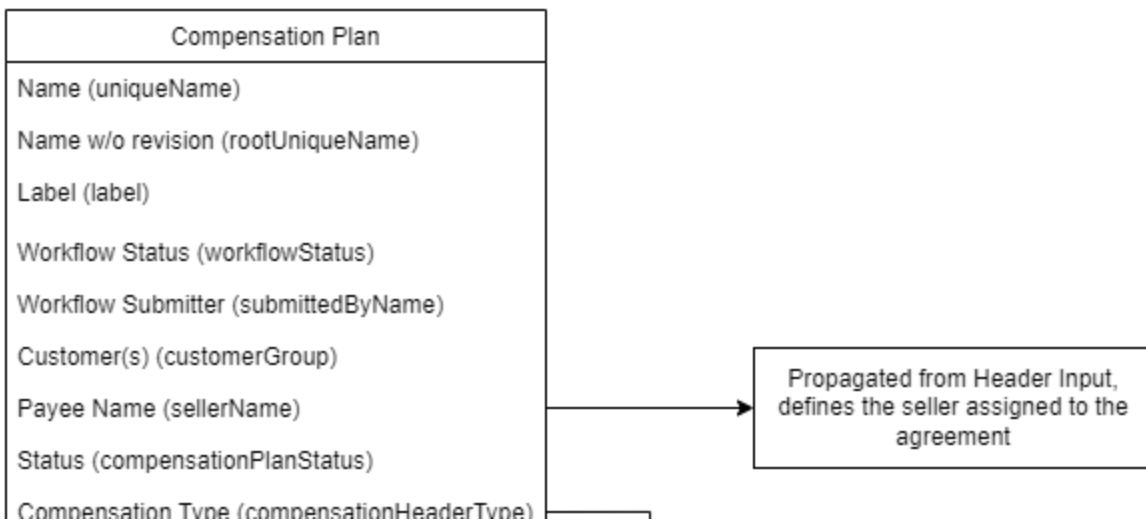 Compensation Plan
Name (uniqueName)
Name w/o revision (rootUniqueName)
Label (label)
Workflow Status (workflowStatus)
Workflow Submitter (submittedByName)
Customer(s) (customerGroup)
Payee Name (sellerName)
Propagated from Header Input,
defines the seller assigned to the
agreement
Status (compensationPlanStatus)
Compensation Type (compensationHeaderType)